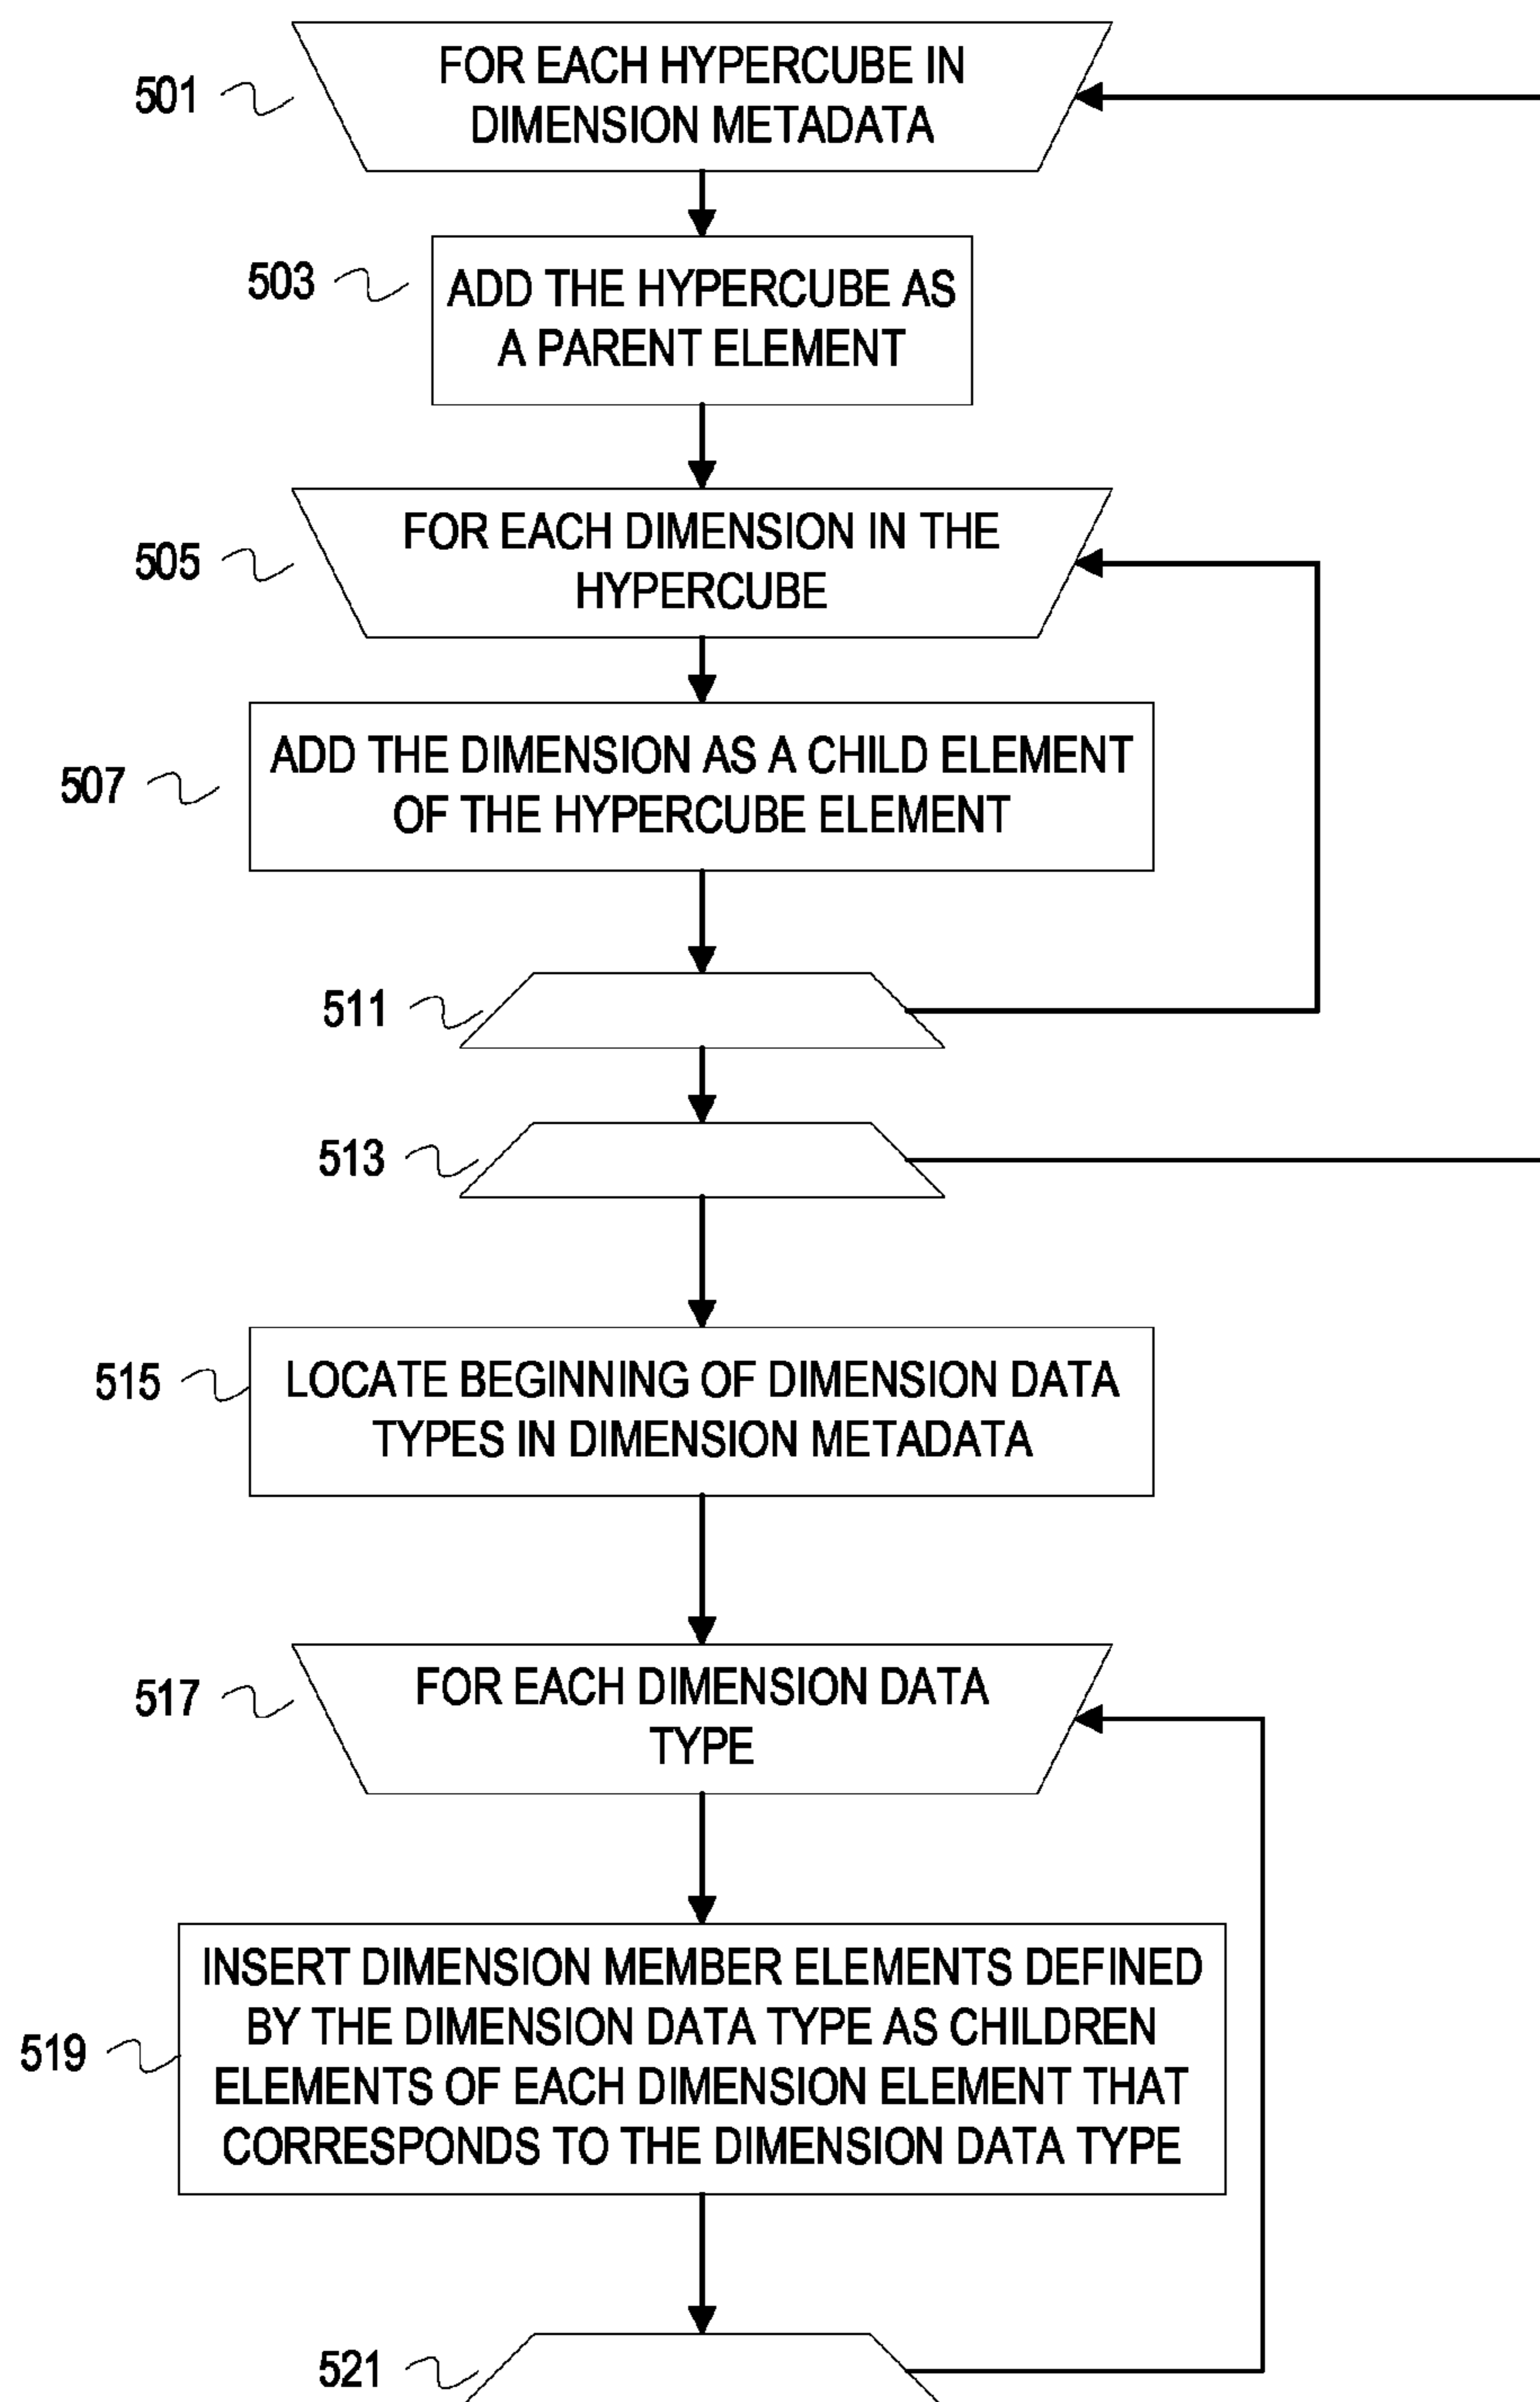 501
FOR EACH HYPERCUBE IN
DIMENSION METADATA
503
ADD THE HYPERCUBE AS
A PARENT ELEMENT
505
FOR EACH DIMENSION IN THE
HYPERCUBE
507
ADD THE DIMENSION AS A CHILD ELEMENT
OF THE HYPERCUBE ELEMENT
511
513
515
LOCATE BEGINNING OF DIMENSION DATA
TYPES IN DIMENSION METADATA
517
FOR EACH DIMENSION DATA
TYPE
519
INSERT DIMENSION MEMBER ELEMENTS DEFINED
BY THE DIMENSION DATA TYPE AS CHILDREN
ELEMENTS OF EACH DIMENSION ELEMENT THAT
CORRESPONDS TO THE DIMENSION DATA TYPE
521